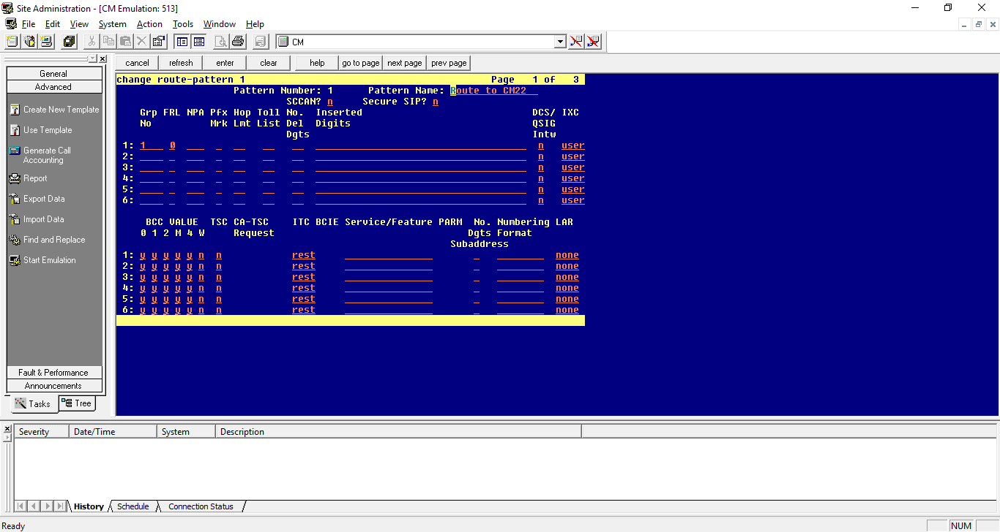 Site Administration - [CM Emulation: 513]
File Edit View System Action Tools Window Help
CM
General
Advanced
Create New Template
Use Template
Generate Call
Accounting
Report
Export Data
Import Data
Find and Replace
Start Emulation
Fault & Performance
Announcements
Tasks Tree
cancel refresh enter clear help go to page next page prev page
change route-pattern 1 Page 1 of 3
Pattern Number: 1 Pattern Name: Route to CM22
SCCAN? n Secure SIP? n
Grp FRL NPA Pfx Hop Toll No. Inserted DCS/ IXC
No Mrk Lmt List Del Digits QSIG
Dgts Intw
1: 1 0 n user
2: n user
3: n user
4: n user
5: n user
6: n user
BCC VALUE TSC CA-TSC ITC BCIE Service/Feature PARM No. Numbering LAR
0 1 2 M 4 W Request Dgts Format
Subaddress
1: y y y y y n n rest none
2: y y y y y n n rest none
3: y y y y y n n rest none
4: y y y y y n n rest none
5: y y y y y n n rest none
6: y y y y y n n rest none
Severity Date/Time System Description
History Schedule Connection Status
Ready NUM